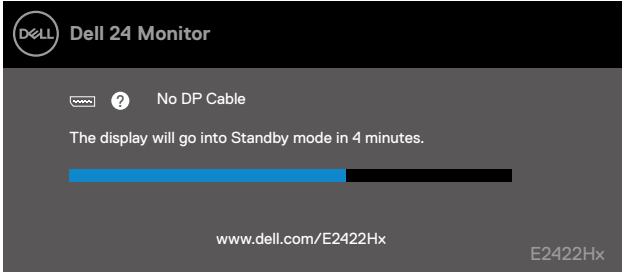 DELL
Dell 24 Monitor
? No DP Cable
The display will go into Standby mode in 4 minutes.
www.dell.com/E2422Hx
E2422Hx